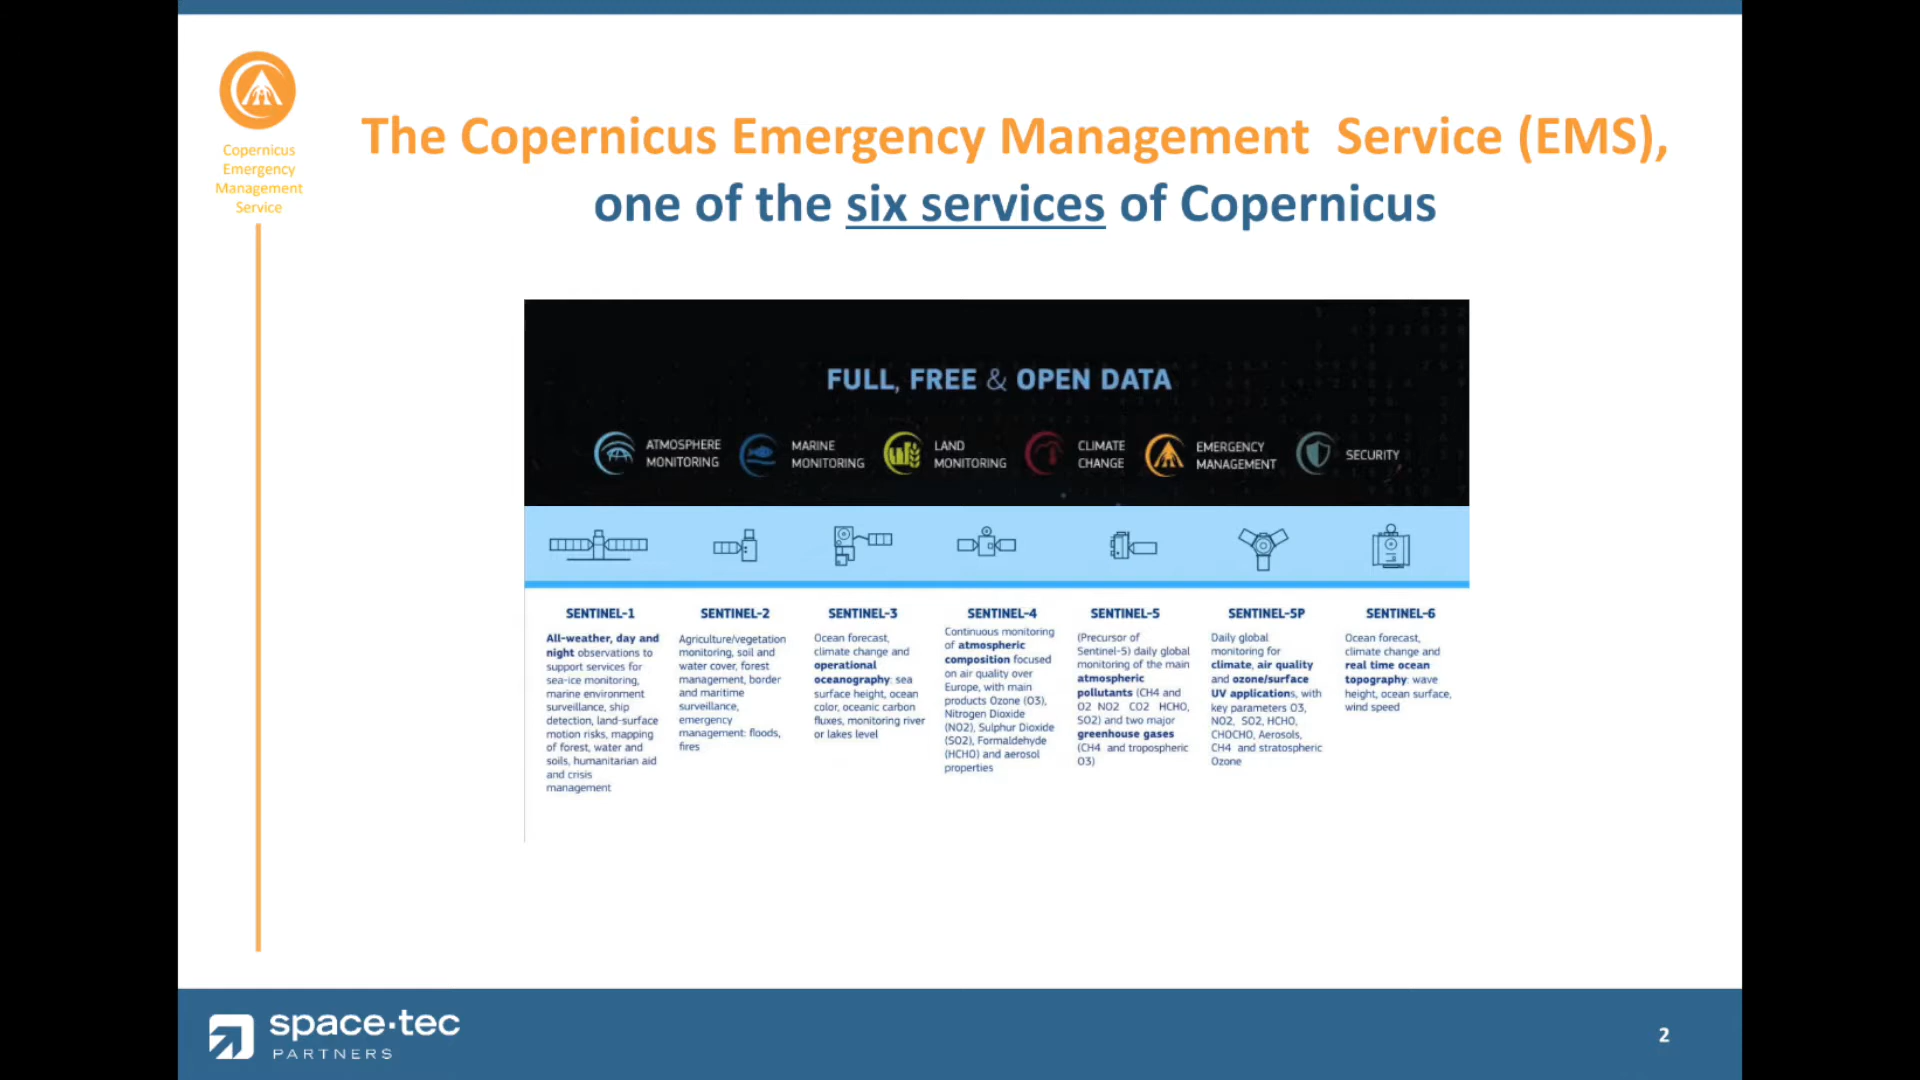 Copernicus
Emergency
Management
Service
The Copernicus Emergency Management Service (EMS),
one of the six services of Copernicus
FULL, FREE & OPEN DATA
ATMOSPHERE
MONITORING
MARINE
MONITORING
LAND
MONITORING
CLIMATE
CHANGE
EMERGENCY
MANAGEMENT
SECURITY
SENTINEL-1
All-weather, day and
night observations to
support services for
sea-ice monitoring,
marine environment
surveillance, ship
detection, land-surface
motion risks, mapping
of forest, water and
soils, humanitarian aid
and crisis
management
SENTINEL-2
Agriculture/vegetation
monitoring, soil and
water cover, forest
management, border
and maritime
surveillance,
emergency
management: floods,
fires
SENTINEL-3
Ocean forecast,
climate change and
operational
oceanography: sea
surface height, ocean
color, oceanic carbon
fluxes, monitoring river
or lakes level
SENTINEL-4
Continuous monitoring
of atmospheric
composition focused
on air quality over
Europe, with main
products Ozone (O3),
Nitrogen Dioxide
(NO2), Sulphur Dioxide
(SO2), Formaldehyde
(HCHO) and aerosol
properties
SENTINEL-5
(Precursor of
Sentinel-5) daily global
monitoring of the main
atmospheric
pollutants (CH4 and
O2 NO2 CO2 HCHO,
SO2) and two major
greenhouse gases
(CH4 and tropospheric
O3)
SENTINEL-5P
Daily global
monitoring for
climate, air quality
and ozone/surface
UV applications, with
key parameters O3,
NO2, SO2, HCHO,
CHOCHO, Aerosols,
CH4 and stratospheric
Ozone
SENTINEL-6
Ocean forecast,
climate change and
real time ocean
topography: wave
height, ocean surface,
wind speed
space·tec
PARTNERS
2